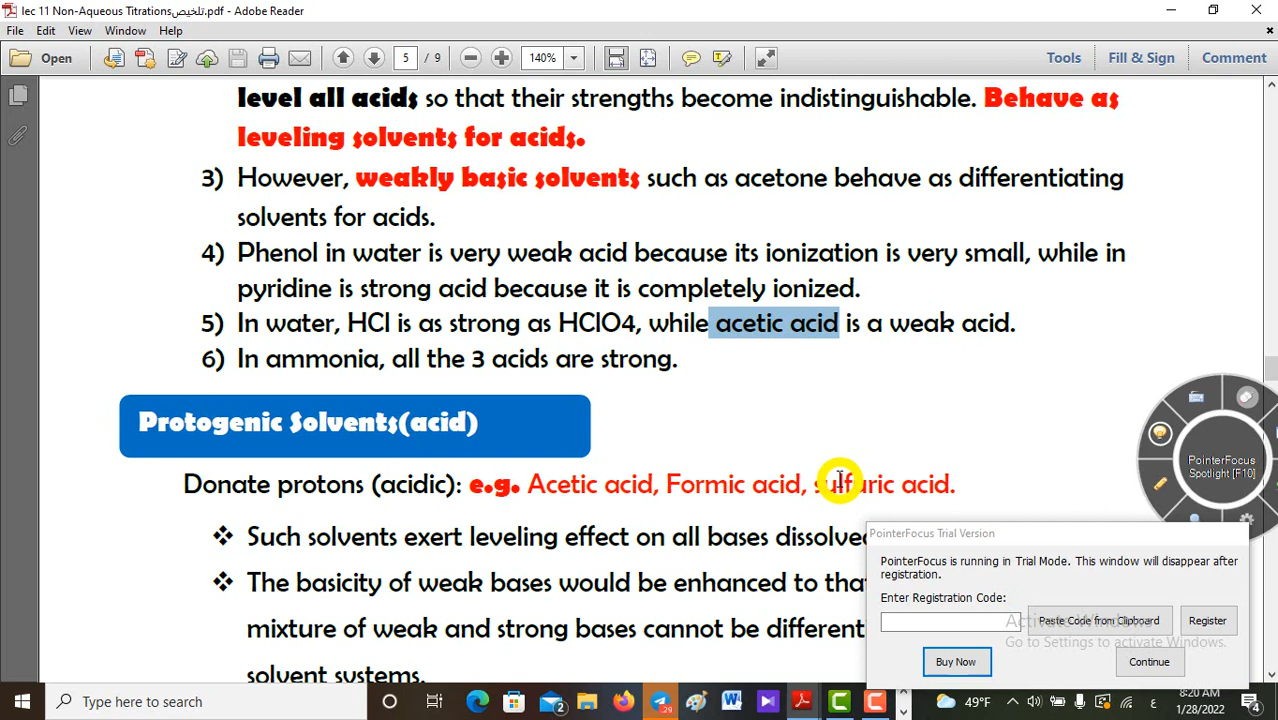 lec 11 Non-Aqueous Titrationsتلخيص.pdf - Adobe Reader
File Edit View Window Help
Open 5 / 9 140% Tools Fill & Sign Comment
level all acids so that their strengths become indistinguishable. Behave as
leveling solvents for acids.
3) However, weakly basic solvents such as acetone behave as differentiating
solvents for acids.
4) Phenol in water is very weak acid because its ionization is very small, while in
pyridine is strong acid because it is completely ionized.
5) In water, HCl is as strong as HClO4, while acetic acid is a weak acid.
6) In ammonia, all the 3 acids are strong.
Protogenic Solvents(acid)
PointerFocus
Spotlight [F10]
Donate protons (acidic): e.g. Acetic acid, Formic acid, sulfuric acid.
Such solvents exert leveling effect on all bases dissolve
The basicity of weak bases would be enhanced to tha
mixture of weak and strong bases cannot be different
solvent systems.
PointerFocus Trial Version
PointerFocus is running in Trial Mode. This window will disappear after
registration.
Enter Registration Code:
Paste Code from Clipboard Register
Activate Windows
Go to Settings to activate Windows.
Buy Now Continue
Type here to search 2 29 49°F ع 8:20 AM
1/28/2022 4